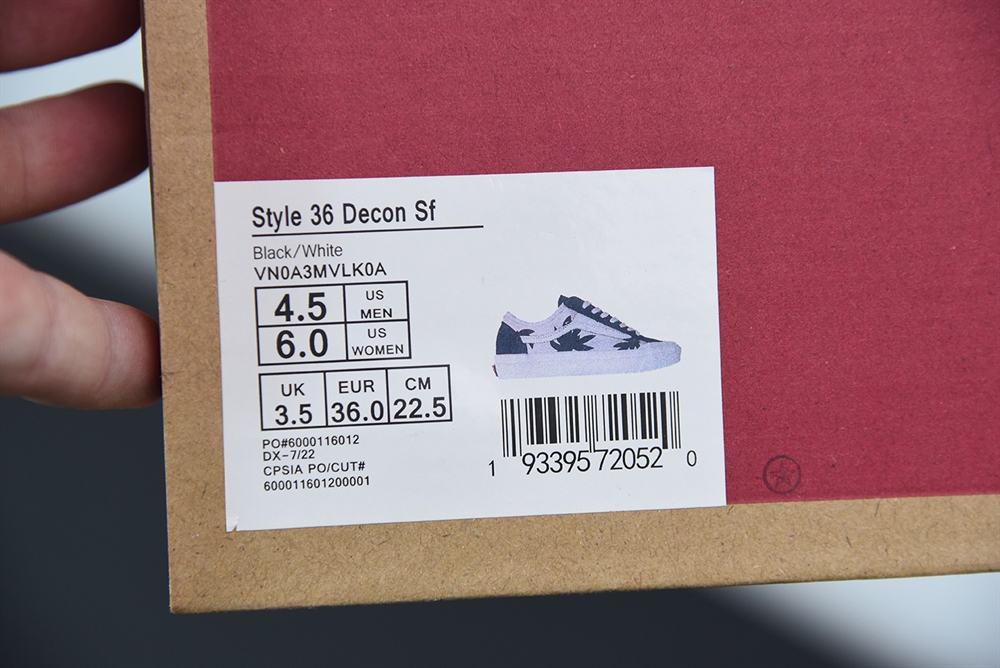 Style 36 Decon Sf
Black/White
VN0A3MVLK0A
4.5 US MEN
6.0 US WOMEN
UK EUR CM
3.5 36.0 22.5
PO#6000116012
DX-7/22
CPSIA PO/CUT#
600011601200001
1 93395 72052 0